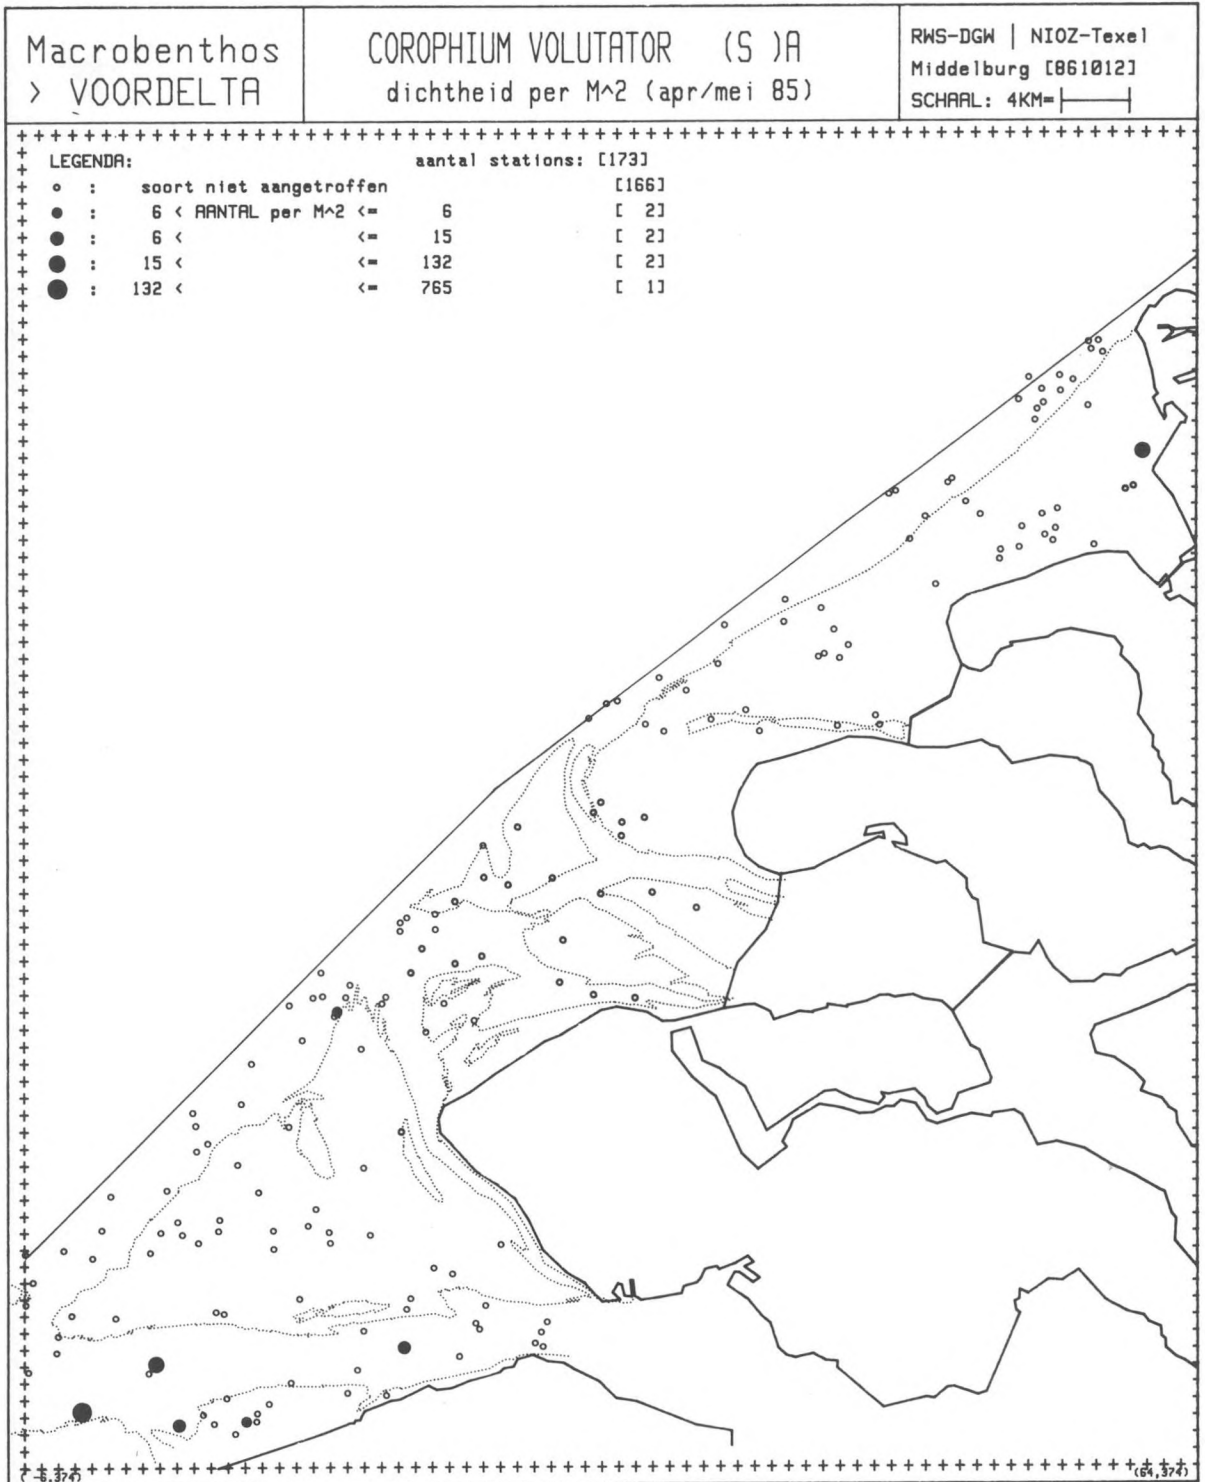 Macrobenthos
> VOORDELTA
COROPHIUM VOLUTATOR (S )A
dichtheid per M^2 (apr/mei 85)
RWS-DGW | NIOZ-Texel
Middelburg [861012]
SCHAAL: 4KM=
LEGENDA: aantal stations: [173]
: soort niet aangetroffen [166]
: 6 < AANTAL per M^2 <= 6 [ 2]
: 6 < <= 15 [ 2]
: 15 < <= 132 [ 2]
: 132 < <= 765 [ 1]
( -6,374) (64,374)